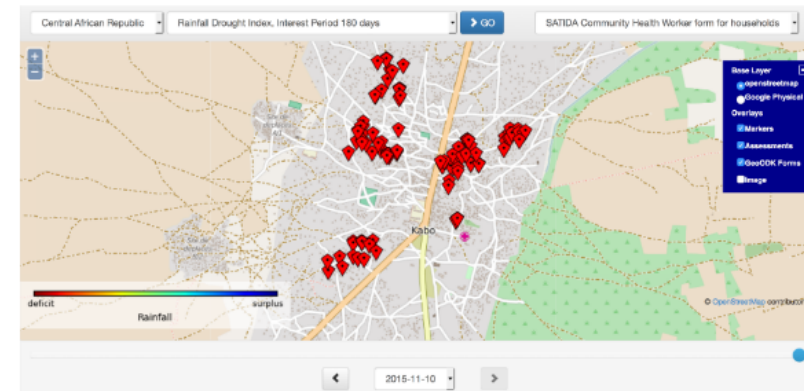 Central African Republic
Rainfall Drought Index, Interest Period 180 days
GO
SATIDA Community Health Worker form for households
+
−
Base Layer
openstreetmap
Google Physical
Overlays
Markers
Assessments
GeoODK Forms
Image
Kabo
deficit
surplus
Rainfall
© OpenStreetMap contributo
2015-11-10